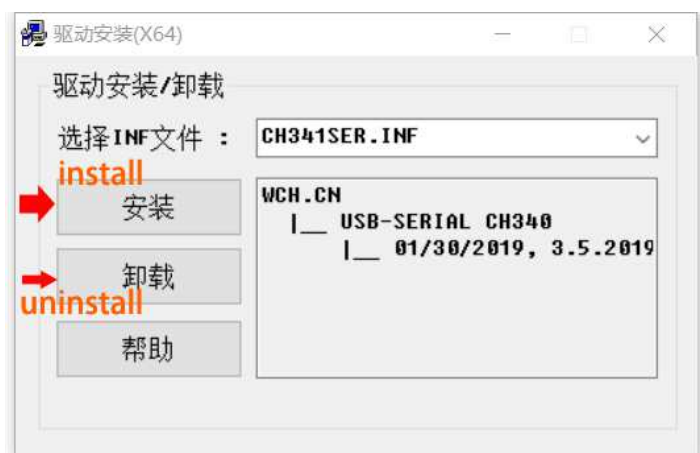 驱动安装(X64)
驱动安装/卸载
选择INF文件 :
CH341SER.INF
install
安装
WCH.CN
|__ USB-SERIAL CH340
|__ 01/30/2019, 3.5.2019
卸载
uninstall
帮助